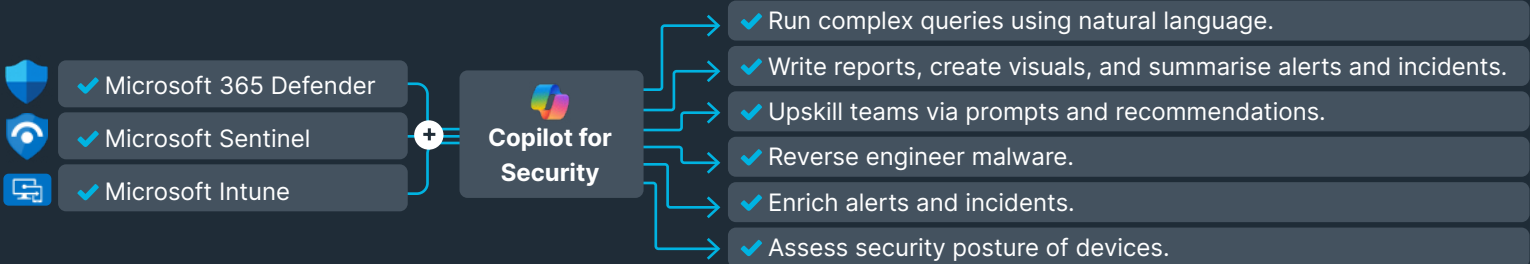 Microsoft 365 Defender
Microsoft Sentinel
Microsoft Intune
+
Copilot for
Security
Run complex queries using natural language.
Write reports, create visuals, and summarise alerts and incidents.
Upskill teams via prompts and recommendations.
Reverse engineer malware.
Enrich alerts and incidents.
Assess security posture of devices.